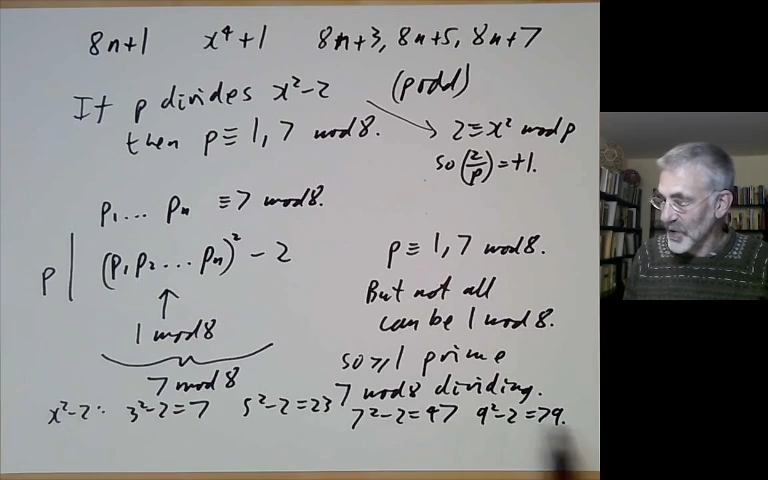 8n+1 x⁴+1 8n+3, 8n+5, 8n+7
If p divides x²-2 (p odd)
then p ≡ 1, 7 mod 8.
2 ≡ x² mod p
so (2/p) = +1.
p₁ ... pₙ ≡ 7 mod 8.
p | (p₁ p₂ ... pₙ)² - 2
↑
1 mod 8
7 mod 8
p ≡ 1, 7 mod 8.
But not all
can be 1 mod 8.
so ≥ 1 prime
7 mod 8 dividing.
x²-2: 3²-2=7 5²-2=23 7²-2=47 9²-2=79.